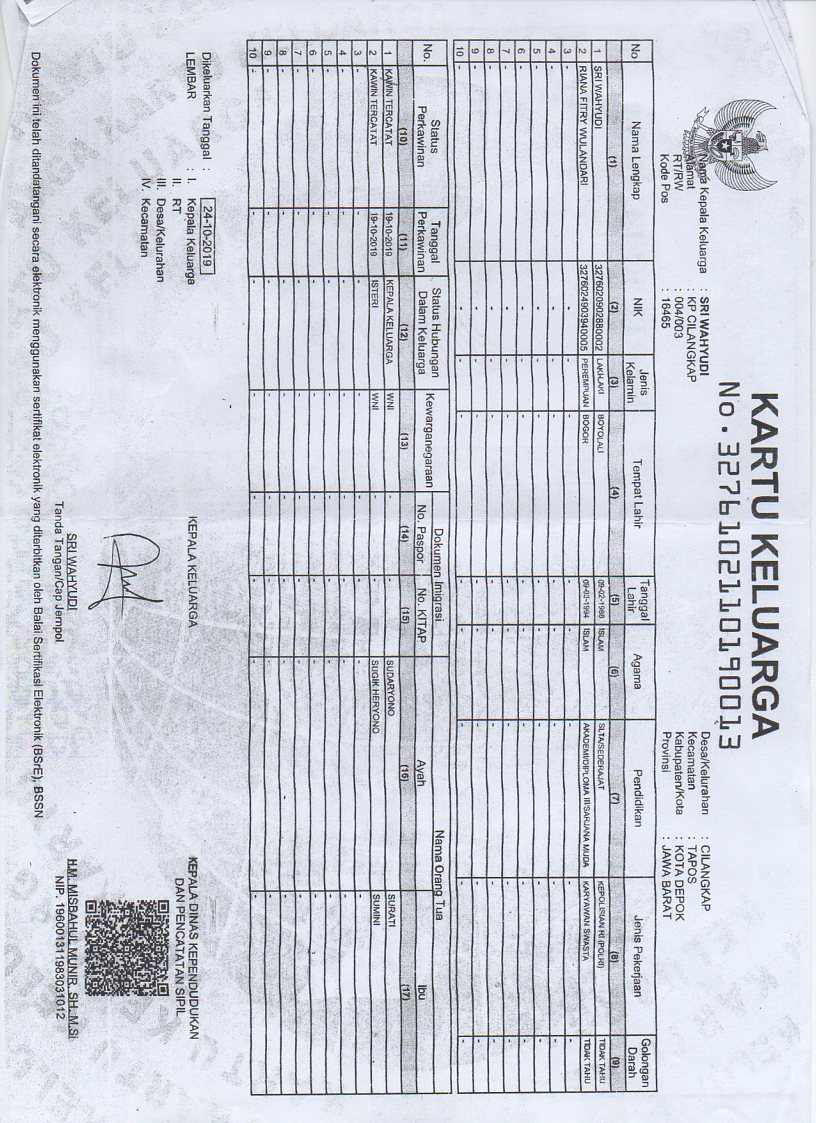 KARTU KELUARGA
No. 3276102110190013
Nama Kepala Keluarga : SRI WAHYUDI
Alamat : KP CILANGKAP
RT/RW : 004/003
Kode Pos : 16465
Desa/Kelurahan : CILANGKAP
Kecamatan : TAPOS
Kabupaten/Kota : KOTA DEPOK
Provinsi : JAWA BARAT
No Nama Lengkap NIK Jenis Kelamin Tempat Lahir Tanggal Lahir Agama Pendidikan Jenis Pekerjaan Golongan Darah
(1) (2) (3) (4) (5) (6) (7) (8) (9)
1 SRI WAHYUDI 3276020902880002 LAKI-LAKI BOYOLALI 09-02-1988 ISLAM SLTA/SEDERAJAT KEPOLISIAN RI (POLRI) TIDAK TAHU
2 RIANA FITRY WULANDARI 3276024903940005 PEREMPUAN BOGOR 09-03-1994 ISLAM AKADEMI/DIPLOMA III/SARJANA MUDA KARYAWAN SWASTA TIDAK TAHU
3 - - - - - - - - -
4 - - - - - - - - -
5 - - - - - - - - -
6 - - - - - - - - -
7 - - - - - - - - -
8 - - - - - - - - -
9 - - - - - - - - -
10 - - - - - - - - -
No. Status Perkawinan Tanggal Perkawinan Status Hubungan Dalam Keluarga Kewarganegaraan Dokumen Imigrasi Nama Orang Tua
No. Paspor No. KITAP Ayah Ibu
(10) (11) (12) (13) (14) (15) (16) (17)
1 KAWIN TERCATAT 19-10-2019 KEPALA KELUARGA WNI - - SUDARYONO SURATI
2 KAWIN TERCATAT 19-10-2019 ISTERI WNI - - SUGIK HERYONO SUMINI
3 - - - - - - - -
4 - - - - - - - -
5 - - - - - - - -
6 - - - - - - - -
7 - - - - - - - -
8 - - - - - - - -
9 - - - - - - - -
10 - - - - - - - -
Dikeluarkan Tanggal : 24-10-2019
LEMBAR : I. Kepala Keluarga
II. RT
III. Desa/Kelurahan
IV. Kecamatan
KEPALA KELUARGA
SRI WAHYUDI
Tanda Tangan/Cap Jempol
KEPALA DINAS KEPENDUDUKAN
DAN PENCATATAN SIPIL
H.M. MISBAHUL MUNIR, SH, M.Si
NIP. 196001311983031012
Dokumen ini telah ditandatangani secara elektronik menggunakan sertifikat elektronik yang diterbitkan oleh Balai Sertifikasi Elektronik (BSrE), BSSN